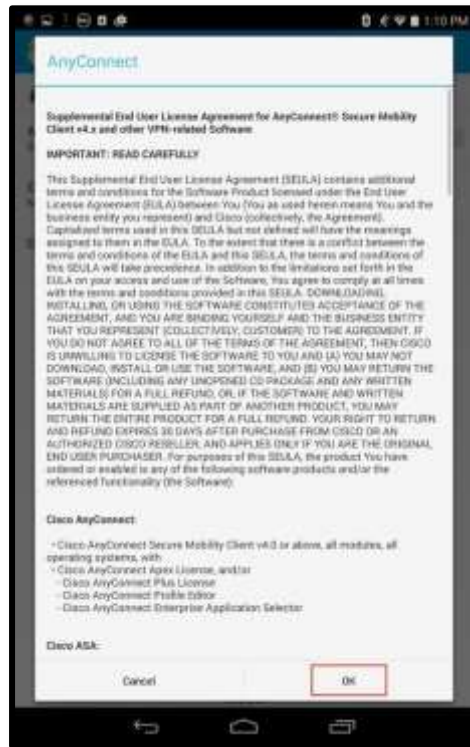 1:10 PM
AnyConnect
Supplemental End User License Agreement for AnyConnect® Secure Mobility
Client v4.x and other VPN-related Software
IMPORTANT: READ CAREFULLY
This Supplemental End User License Agreement (SEULA) contains additional
terms and conditions for the Software Product licensed under the End User
License Agreement (EULA) between You (You as used herein means You and the
business entity you represent) and Cisco (collectively, the Agreement).
Capitalized terms used in this SEULA but not defined will have the meanings
assigned to them in the EULA. To the extent that there is a conflict between the
terms and conditions of the EULA and this SEULA, the terms and conditions of
this SEULA will take precedence. In addition to the limitations set forth in the
EULA on your access and use of the Software, You agree to comply at all times
with the terms and conditions provided in this SEULA. DOWNLOADING,
INSTALLING, OR USING THE SOFTWARE CONSTITUTES ACCEPTANCE OF THE
AGREEMENT, AND YOU ARE BINDING YOURSELF AND THE BUSINESS ENTITY
THAT YOU REPRESENT (COLLECTIVELY, CUSTOMER) TO THE AGREEMENT. IF
YOU DO NOT AGREE TO ALL OF THE TERMS OF THE AGREEMENT, THEN CISCO
IS UNWILLING TO LICENSE THE SOFTWARE TO YOU AND (A) YOU MAY NOT
DOWNLOAD, INSTALL OR USE THE SOFTWARE, AND (B) YOU MAY RETURN THE
SOFTWARE (INCLUDING ANY UNOPENED CD PACKAGE AND ANY WRITTEN
MATERIALS) FOR A FULL REFUND, OR, IF THE SOFTWARE AND WRITTEN
MATERIALS ARE SUPPLIED AS PART OF ANOTHER PRODUCT, YOU MAY
RETURN THE ENTIRE PRODUCT FOR A FULL REFUND. YOUR RIGHT TO RETURN
AND REFUND EXPIRES 30 DAYS AFTER PURCHASE FROM CISCO OR AN
AUTHORIZED CISCO RESELLER, AND APPLIES ONLY IF YOU ARE THE ORIGINAL
END USER PURCHASER. For purposes of this SEULA, the product You have
ordered or enabled is any of the following software products and/or the
referenced functionality (the Software):
Cisco AnyConnect:
- Cisco AnyConnect Secure Mobility Client v4.0 or above, all modules, all
operating systems, with
- Cisco AnyConnect Apex License, and/or
- Cisco AnyConnect Plus License
- Cisco AnyConnect Profile Editor
- Cisco AnyConnect Enterprise Application Selector
Cisco ASA:
Cancel
OK